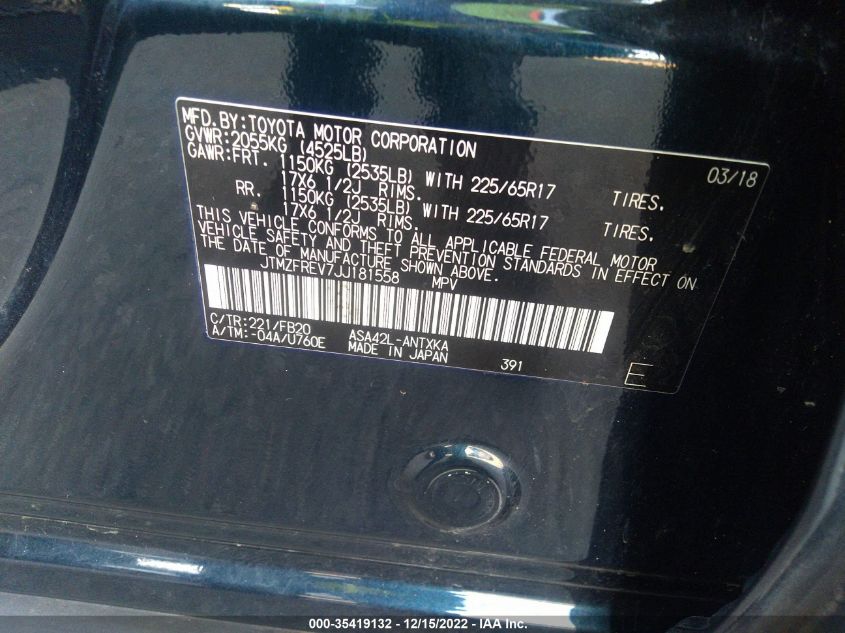 MFD.BY:TOYOTA MOTOR CORPORATION 03/18
GVWR:2055KG (4525LB)
GAWR:FRT. 1150KG (2535LB) WITH 225/65R17 TIRES.
17X6 1/2J RIMS.
RR. 1150KG (2535LB) WITH 225/65R17 TIRES.
17X6 1/2J RIMS.
THIS VEHICLE CONFORMS TO ALL APPLICABLE FEDERAL MOTOR
VEHICLE SAFETY AND THEFT PREVENTION STANDARDS IN EFFECT ON
THE DATE OF MANUFACTURE SHOWN ABOVE.
JTMZFREV7JJ181558 MPV
C/TR:221/FB20 ASA42L-ANTXKA
A/TM:-04A/U760E MADE IN JAPAN 391 E
000-35419132 - 12/15/2022 - IAA Inc.